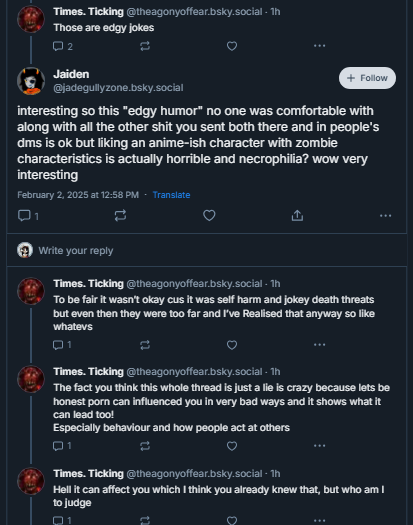 Times. Ticking @theagonyoffear.bsky.social · 1h
Those are edgy jokes
2
Jaiden
@jadegullyzone.bsky.social
+ Follow
interesting so this "edgy humor" no one was comfortable with
along with all the other shit you sent both there and in people's
dms is ok but liking an anime-ish character with zombie
characteristics is actually horrible and necrophilia? wow very
interesting
February 2, 2025 at 12:58 PM · Translate
1
Write your reply
Times. Ticking @theagonyoffear.bsky.social · 1h
To be fair it wasn't okay cus it was self harm and jokey death threats
but even then they were too far and I've Realised that anyway so like
whatevs
1
Times. Ticking @theagonyoffear.bsky.social · 1h
The fact you think this whole thread is just a lie is crazy because lets be
honest porn can influenced you in very bad ways and it shows what it
can lead too!
Especially behaviour and how people act at others
1
Times. Ticking @theagonyoffear.bsky.social · 1h
Hell it can affect you which I think you already knew that, but who am I
to judge
1